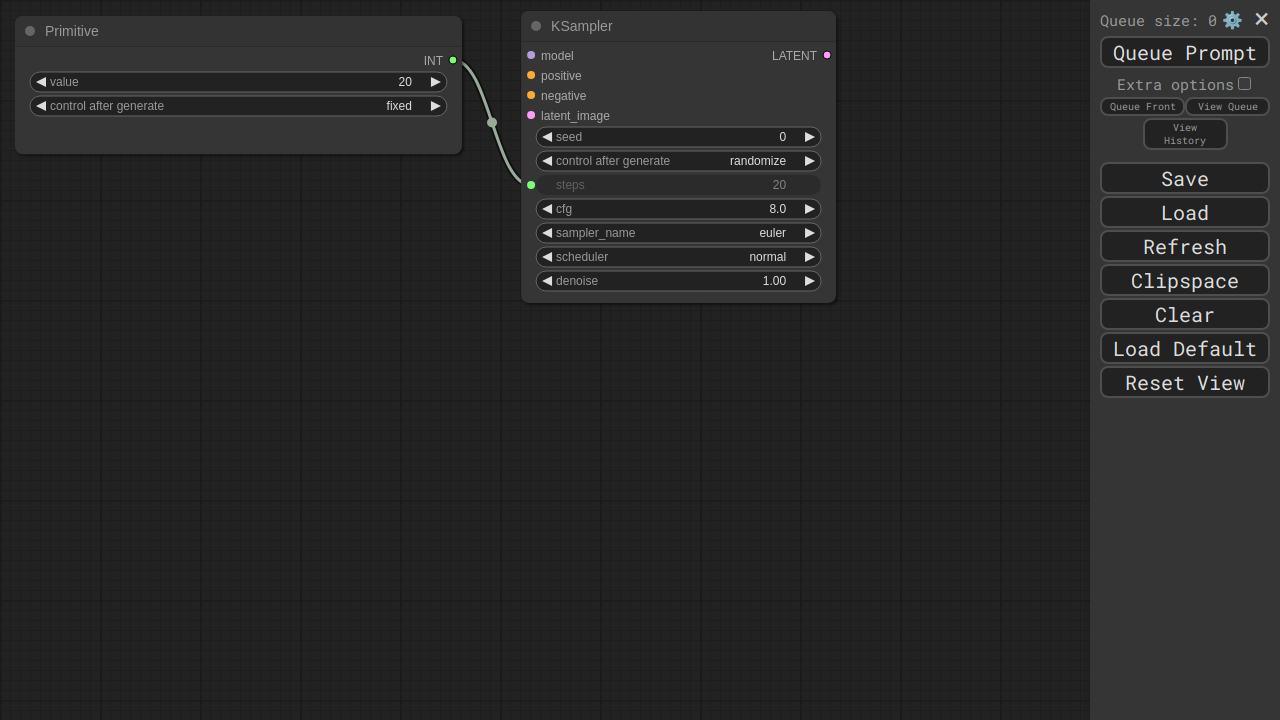 Primitive
INT
value 20
control after generate fixed
KSampler
model LATENT
positive
negative
latent_image
seed 0
control after generate randomize
steps 20
cfg 8.0
sampler_name euler
scheduler normal
denoise 1.00
Queue size: 0
Queue Prompt
Extra options
Queue Front View Queue
View
History
Save
Load
Refresh
Clipspace
Clear
Load Default
Reset View